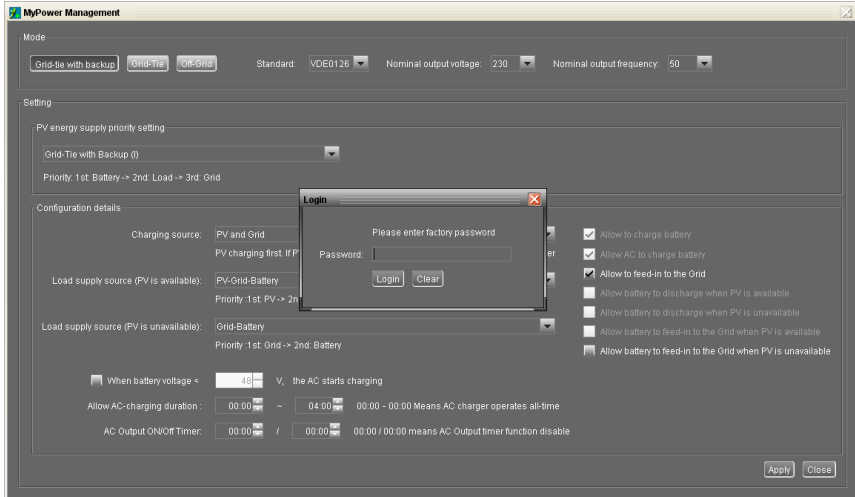 MyPower Management
Mode
Grid-tie with backup Grid-Tie Off-Grid Standard: VDE0126 Nominal output voltage: 230 Nominal output frequency: 50
Setting
PV energy supply priority setting
Grid-Tie with Backup (I)
Priority: 1st: Battery -> 2nd: Load -> 3rd: Grid
Configuration details
Charging source: PV and Grid
PV charging first. If P er
Load supply source (PV is available): PV-Grid-Battery
Priority :1st: PV -> 2n
Load supply source (PV is unavailable): Grid-Battery
Priority :1st: Grid -> 2nd: Battery
Login
Please enter factory password
Password:
Login Clear
Allow to charge battery
Allow AC to charge battery
Allow to feed-in to the Grid
Allow battery to discharge when PV is available
Allow battery to discharge when PV is unavailable
Allow battery to feed-in to the Grid when PV is available
Allow battery to feed-in to the Grid when PV is unavailable
When battery voltage < 48 V, the AC starts charging
Allow AC-charging duration : 00:00 ~ 04:00 00:00 – 00:00 Means AC charger operates all-time
AC Output ON/Off Timer: 00:00 / 00:00 00:00 / 00:00 means AC Output timer function disable
Apply Close